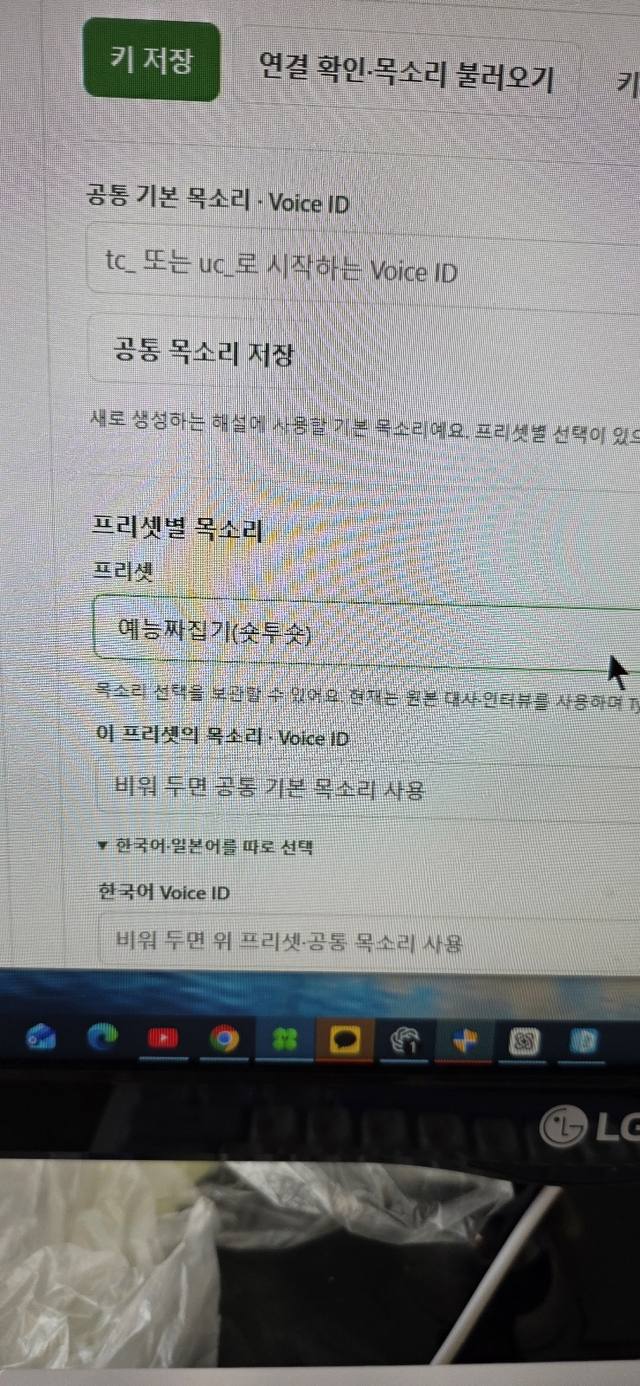 키 저장
연결 확인·목소리 불러오기
키
공통 기본 목소리 · Voice ID
tc_ 또는 uc_로 시작하는 Voice ID
공통 목소리 저장
새로 생성하는 해설에 사용할 기본 목소리예요. 프리셋별 선택이 있으
프리셋별 목소리
프리셋
예능짜집기(숏투숏)
목소리 선택을 보관할 수 있어요. 현재는 원본 대사·인터뷰를 사용하며 Ty
이 프리셋의 목소리 · Voice ID
비워 두면 공통 기본 목소리 사용
▼ 한국어·일본어를 따로 선택
한국어 Voice ID
비워 두면 위 프리셋·공통 목소리 사용
1
LG